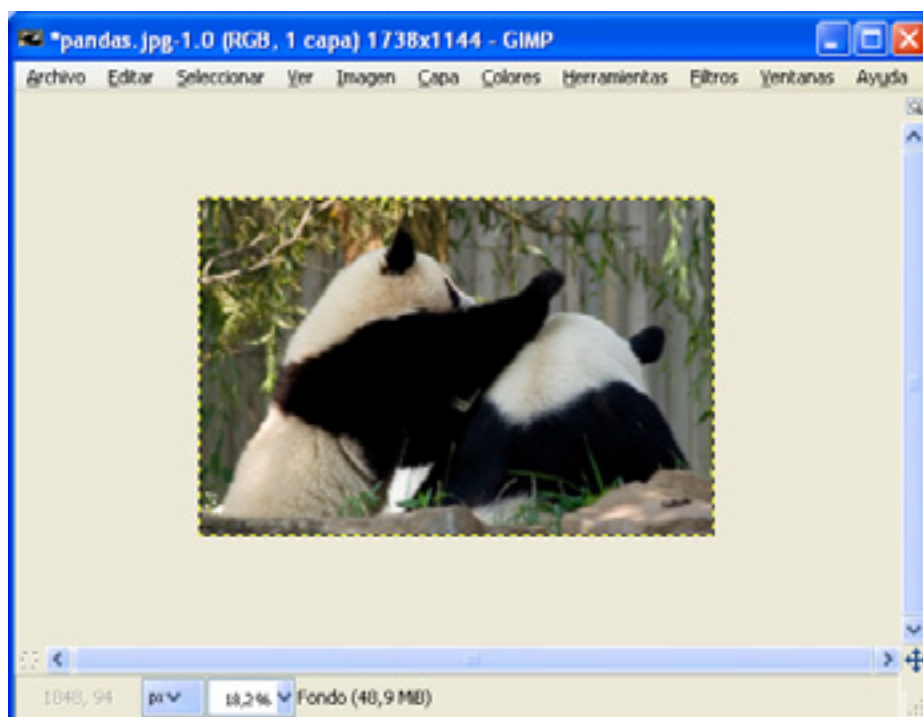 *pandas.jpg-1.0 (RGB, 1 capa) 1738x1144 - GIMP
Archivo Editar Seleccionar Ver Imagen Capa Colores Herramientas Filtros Ventanas Ayuda
1848, 94 px 18,2% Fondo (48,9 MiB)